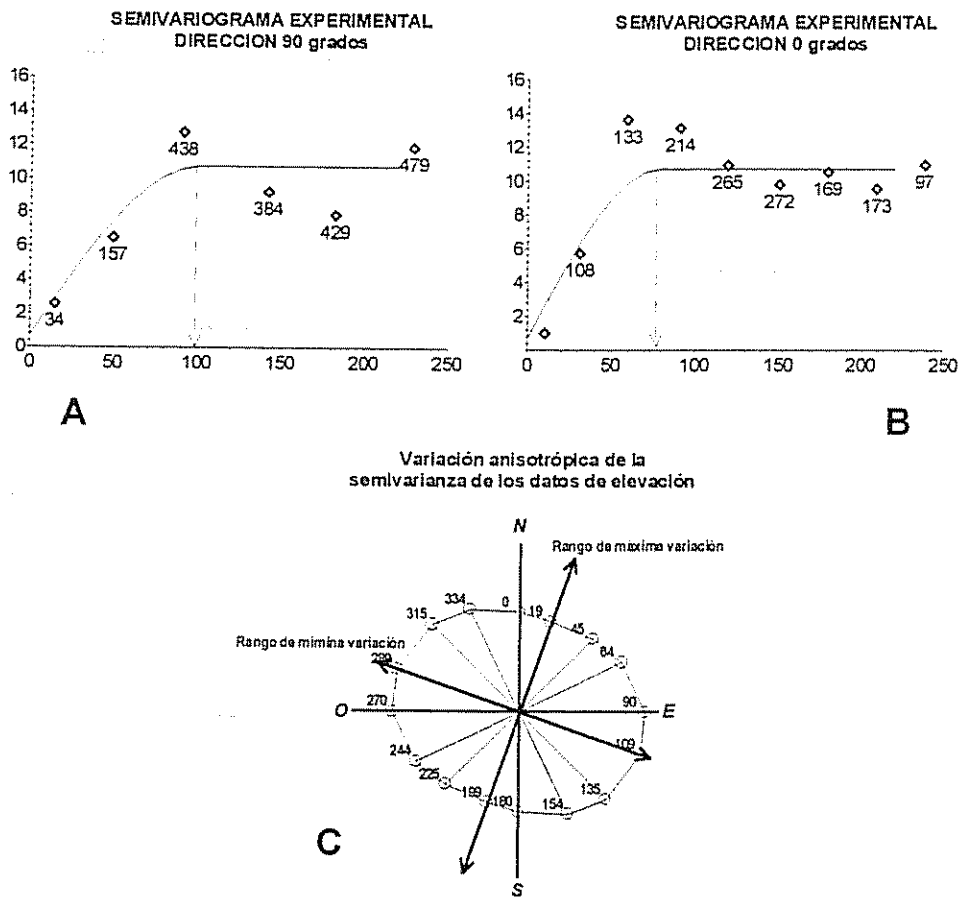 SEMIVARIOGRAMA EXPERIMENTAL
DIRECCION 90 grados
16
14
12
10
8
6
4
2
0
0 50 100 150 200 250
34
157
438
384
429
479
A
SEMIVARIOGRAMA EXPERIMENTAL
DIRECCION 0 grados
16
14
12
10
8
6
4
2
0 50 100 150 200 250
108
133
214
265
272
169
173
97
B
Variación anisotrópica de la
semivarianza de los datos de elevación
N
Rango de máxima variación
334 0 19
315 45
64
Rango de mimina variación
289
270 90
O E
109
244
225 135
199 180 154
C
S